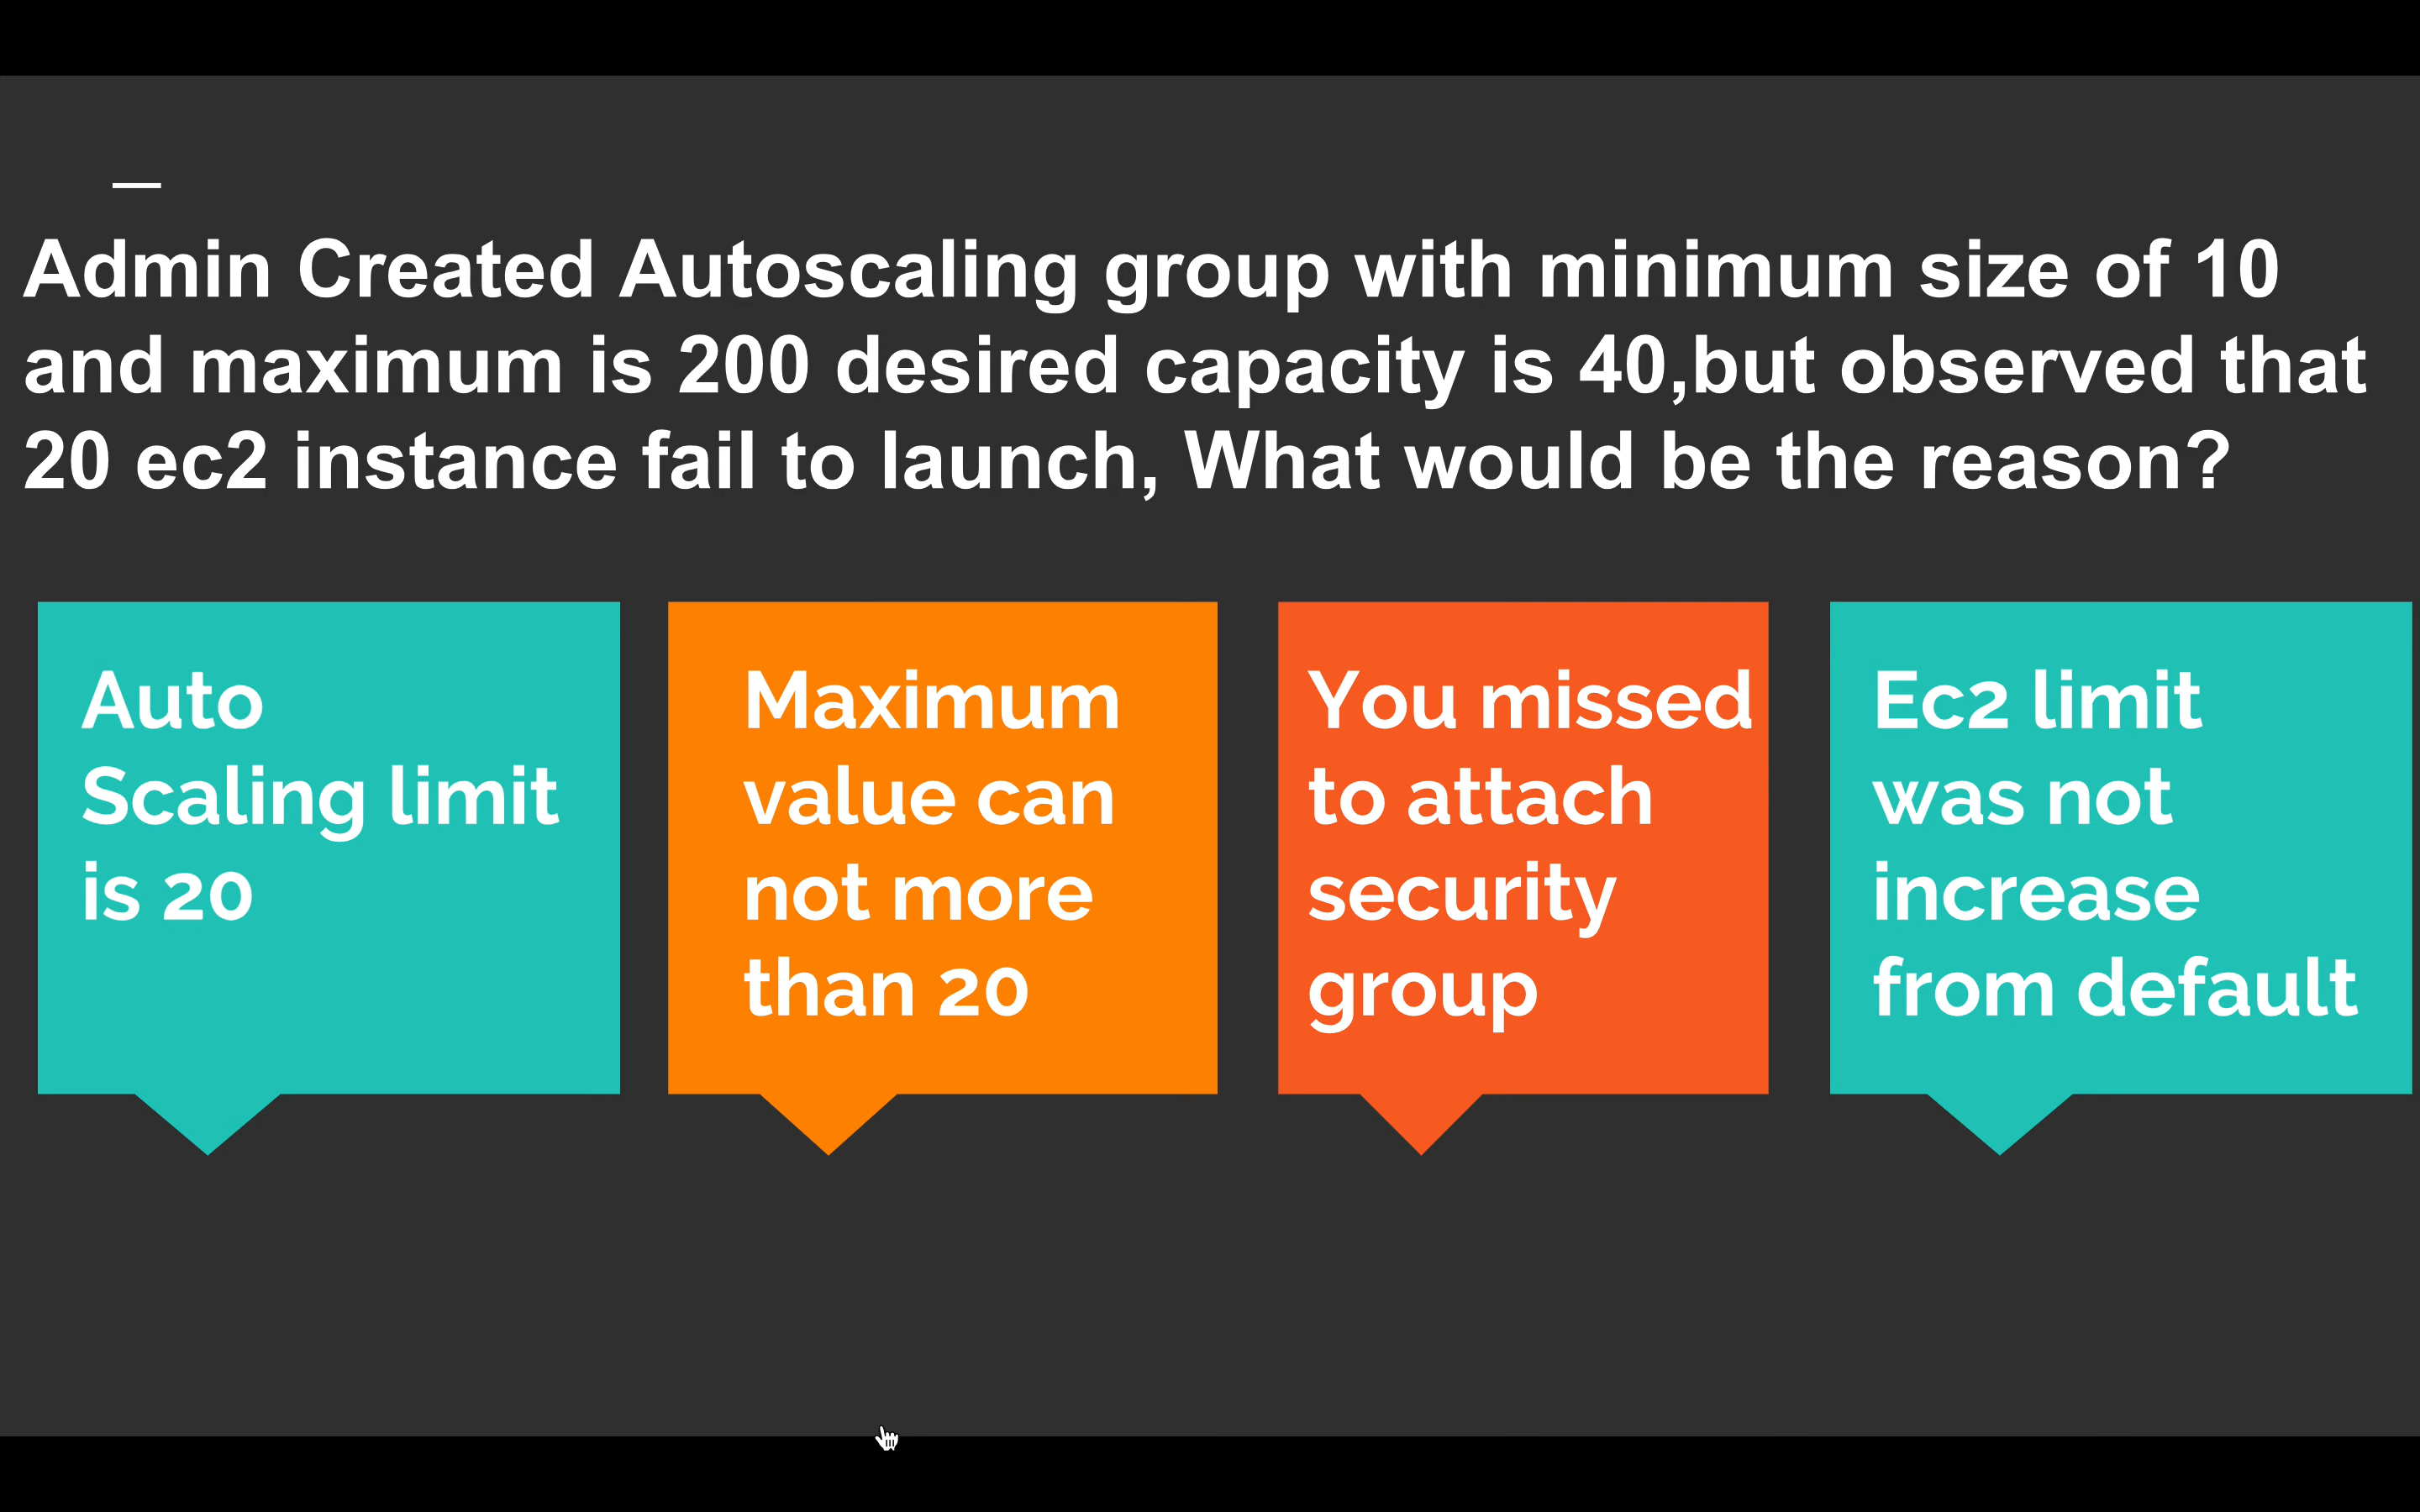 Admin Created Autoscaling group with minimum size of 10
and maximum is 200 desired capacity is 40,but observed that
20 ec2 instance fail to launch, What would be the reason?
Auto
Scaling limit
is 20
Maximum
value can
not more
than 20
You missed
to attach
security
group
Ec2 limit
was not
increase
from default